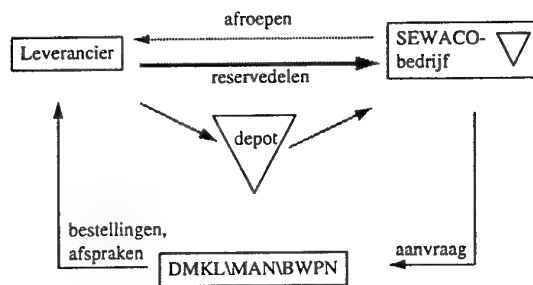 afroepen
Leverancier
SEWACO-
bedrijf
reservedelen
depot
bestellingen,
afspraken
aanvraag
DMKL\MAN\BWPN